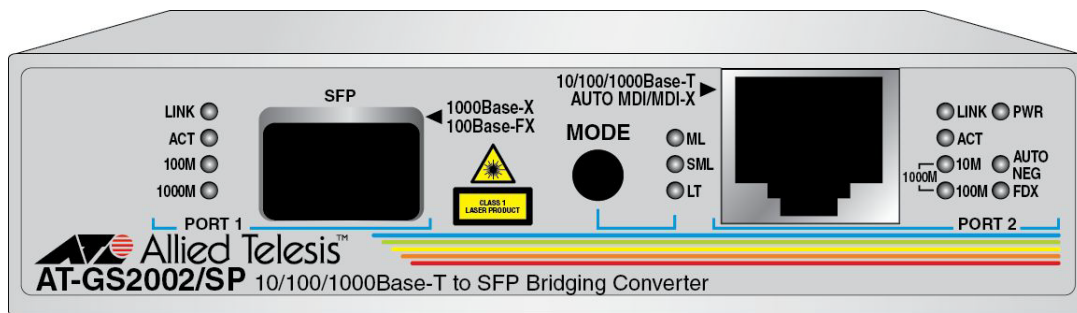 SFP
1000Base-X
100Base-FX
LINK
ACT
100M
1000M
PORT 1
CLASS 1
LASER PRODUCT
MODE
ML
SML
LT
10/100/1000Base-T
AUTO MDI/MDI-X
LINK
PWR
ACT
1000M
10M
AUTO
NEG
100M
FDX
PORT 2
Allied Telesis™
AT-GS2002/SP 10/100/1000Base-T to SFP Bridging Converter